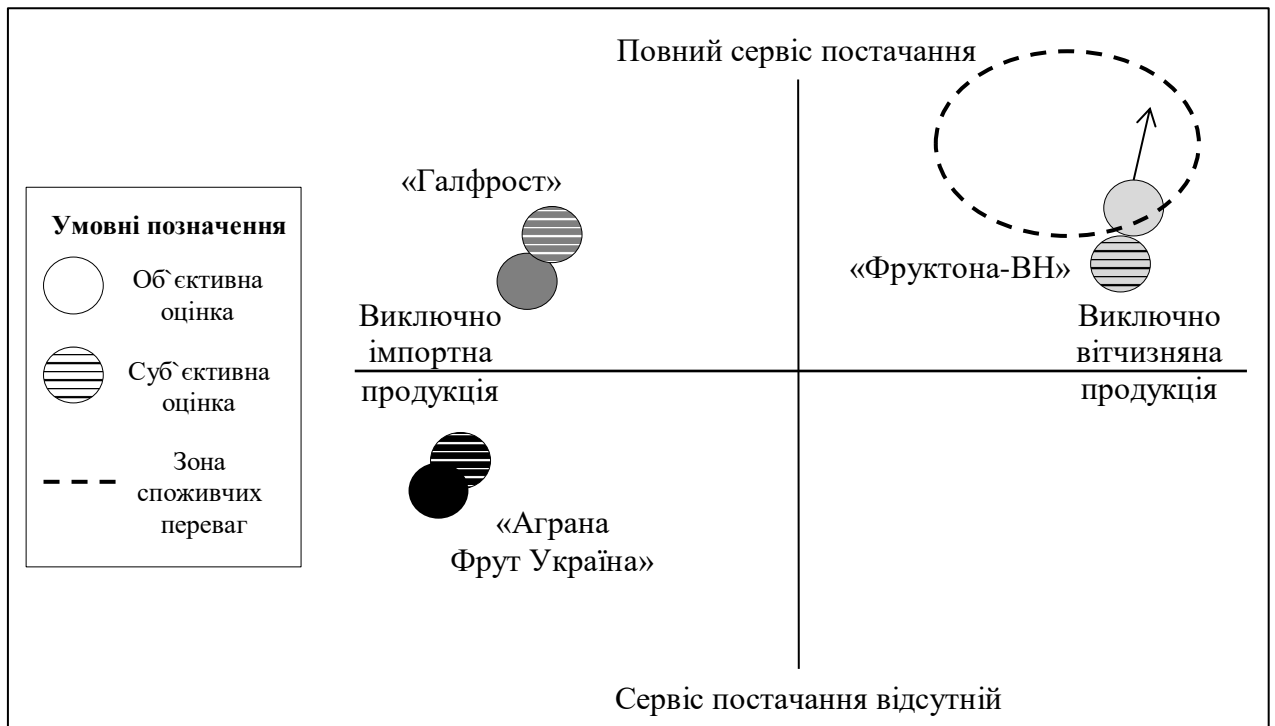 Повний сервіс постачання
«Галфрост»
Умовні позначення
Об`єктивна
оцінка
Суб`єктивна
оцінка
Зона
споживчих
переваг
«Фруктона-ВН»
Виключно
імпортна
продукція
Виключно
вітчизняна
продукція
«Аграна
Фрут Україна»
Сервіс постачання відсутній